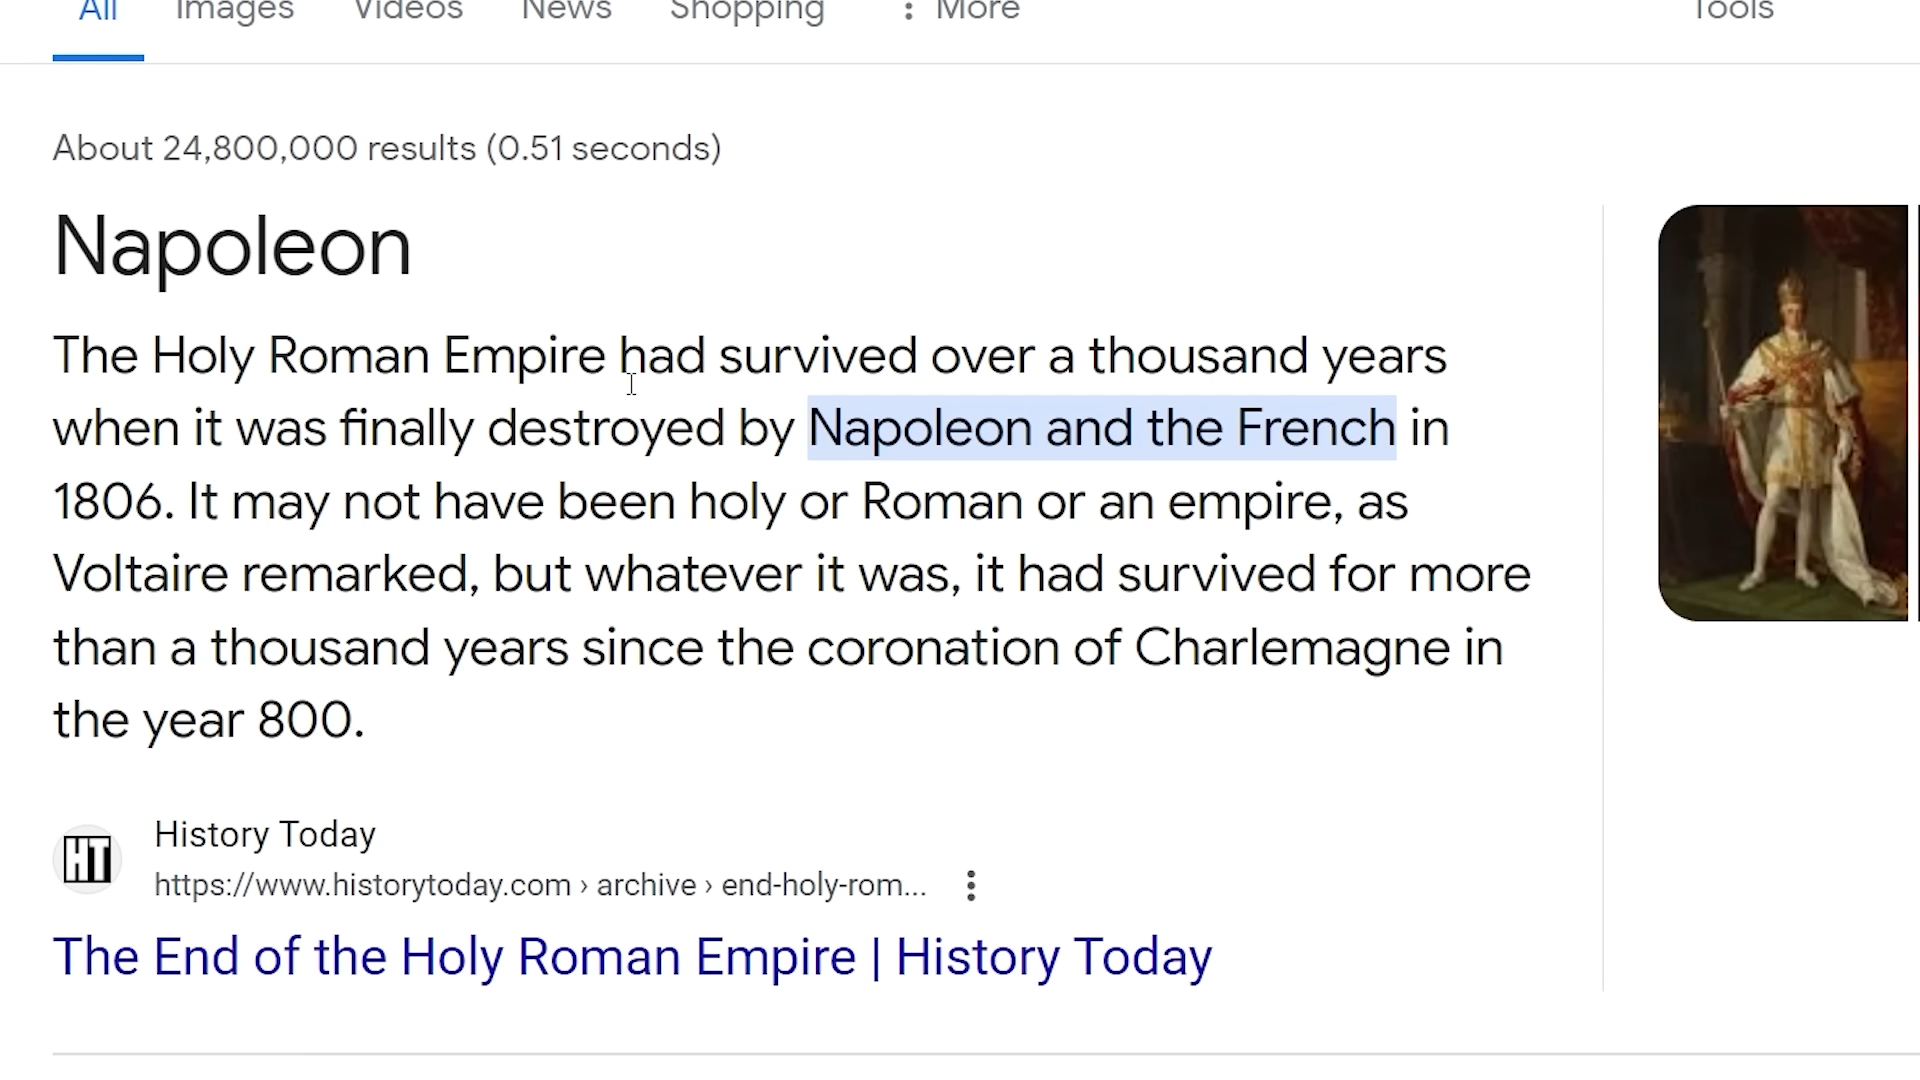 All Images Videos News Shopping More Tools
About 24,800,000 results (0.51 seconds)
Napoleon
The Holy Roman Empire had survived over a thousand years
when it was finally destroyed by Napoleon and the French in
1806. It may not have been holy or Roman or an empire, as
Voltaire remarked, but whatever it was, it had survived for more
than a thousand years since the coronation of Charlemagne in
the year 800.
HT
History Today
https://www.historytoday.com › archive › end-holy-rom...
The End of the Holy Roman Empire | History Today